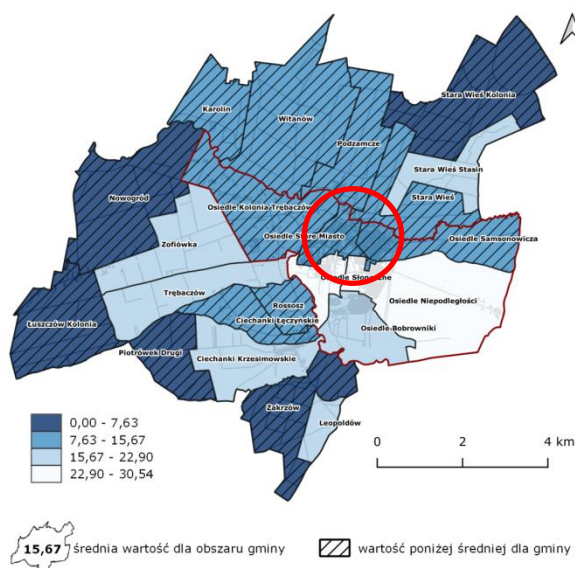 Stara Wieś Kolonia
Karolin
Witanów
Podzamcze
Stara Wieś Stasin
Nowogród
Osiedle Kolonia Trębaczów
Stara Wieś
Osiedle Stare Miasto
Osiedle Samsonowicza
Zofiówka
Osiedle Słoneczne
Trębaczów
Osiedle Niepodległości
Rossosz
Łuszczów Kolonia
Ciechanki Łęczyńskie
Osiedle Bobrowniki
Piotrówek Drugi
Ciechanki Krzesimowskie
Zakrzów
Leopoldów
0,00 - 7,63
7,63 - 15,67
15,67 - 22,90
22,90 - 30,54
0 2 4 km
15,67 średnia wartość dla obszaru gminy
wartość poniżej średniej dla gminy